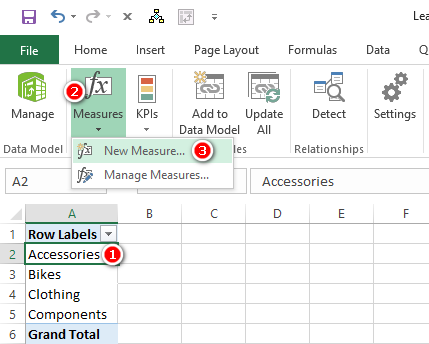 Lea
File Home Insert Page Layout Formulas Data
2
Manage Measures KPIs Add to Data Model Update All Detect Settings
New Measure... 3
Data Model les Relationships
Manage Measures...
A2 Accessories
A B C D E F
1 Row Labels
2 Accessories 1
3 Bikes
4 Clothing
5 Components
6 Grand Total